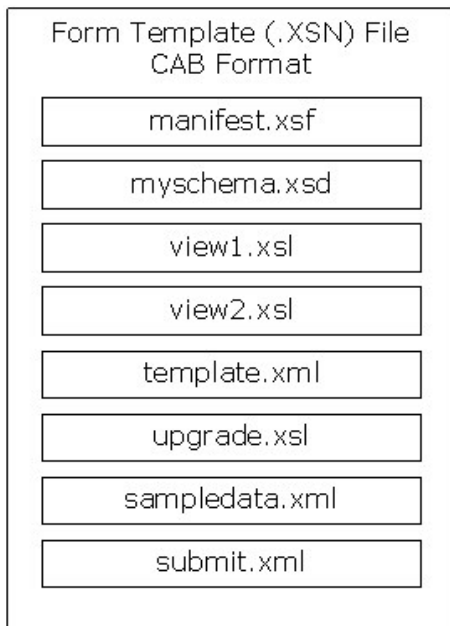 Form Template (.XSN) File
CAB Format
manifest.xsf
myschema.xsd
view1.xsl
view2.xsl
template.xml
upgrade.xsl
sampledata.xml
submit.xml